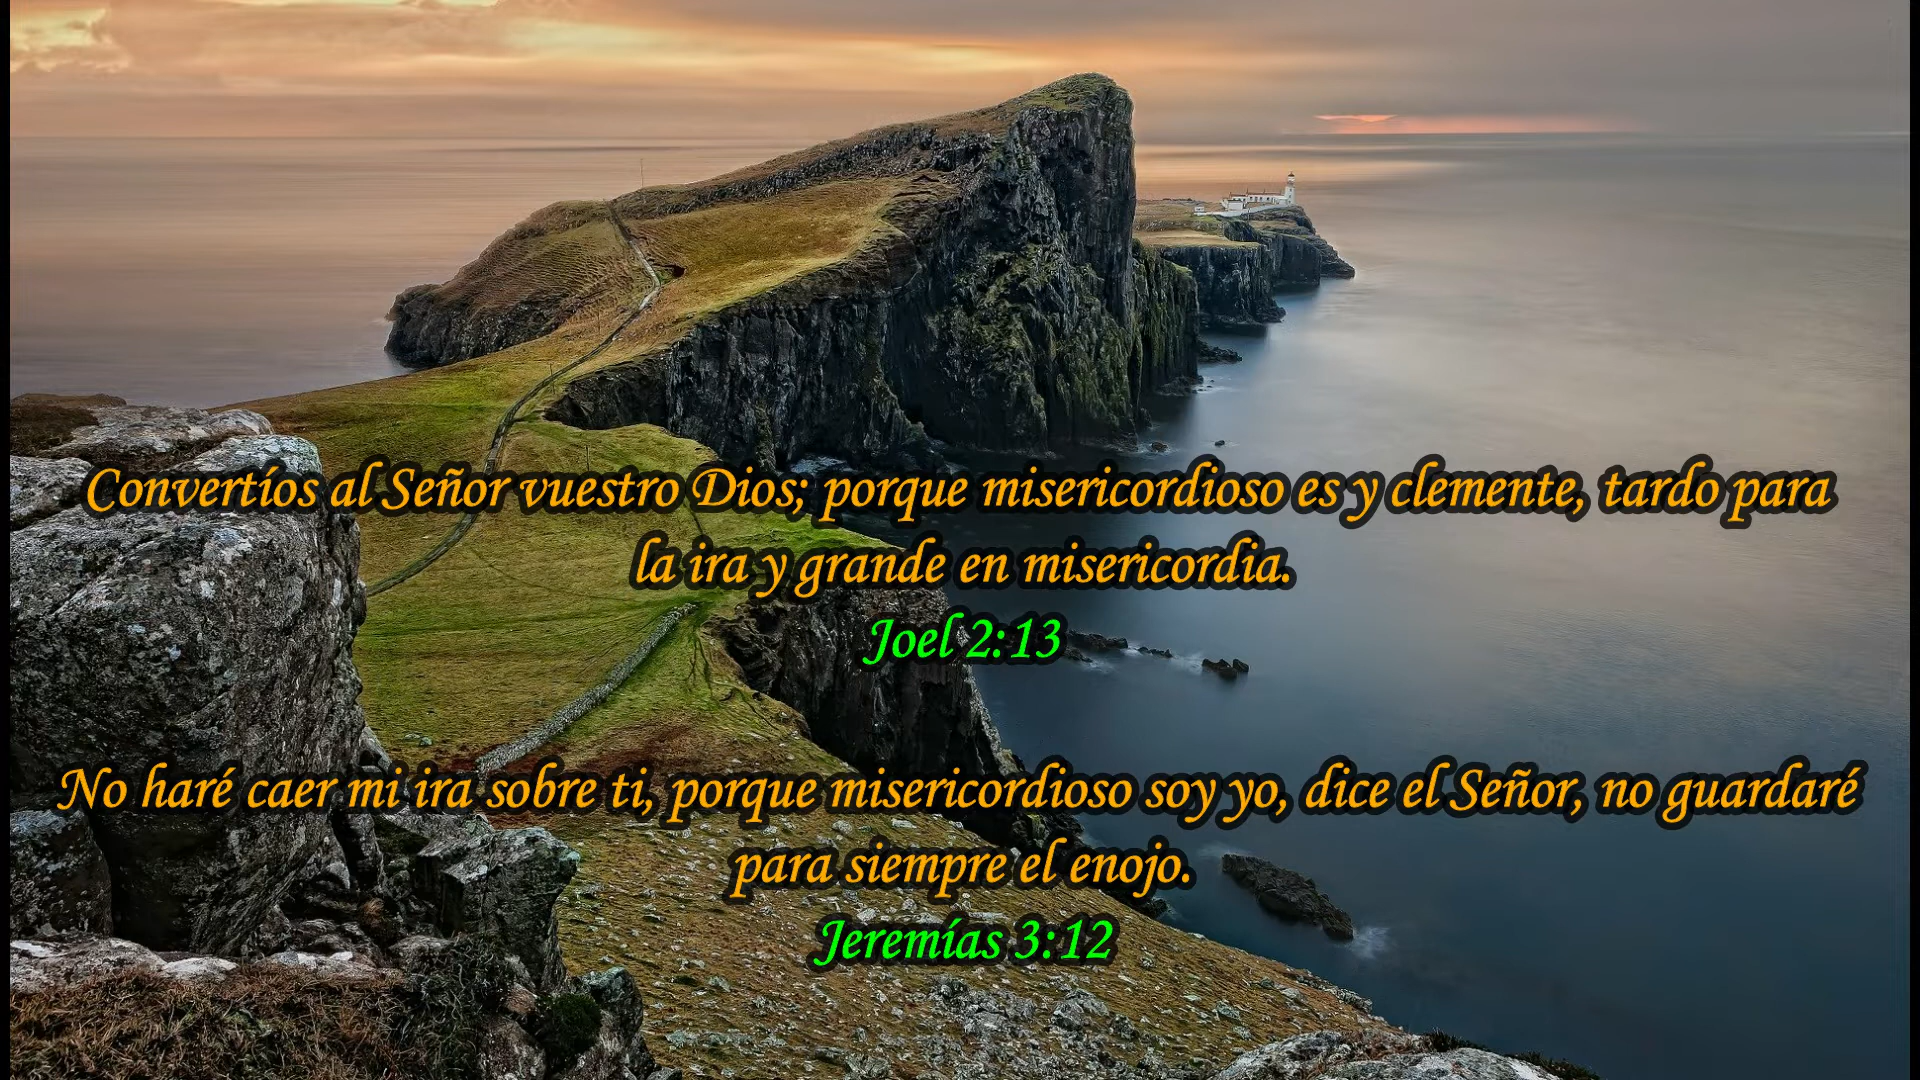 Convertíos al Señor vuestro Dios; porque misericordioso es y clemente, tardo para
la ira y grande en misericordia.
Joel 2:13
No haré caer mi ira sobre ti, porque misericordioso soy yo, dice el Señor, no guardaré
para siempre el enojo.
Jeremías 3:12